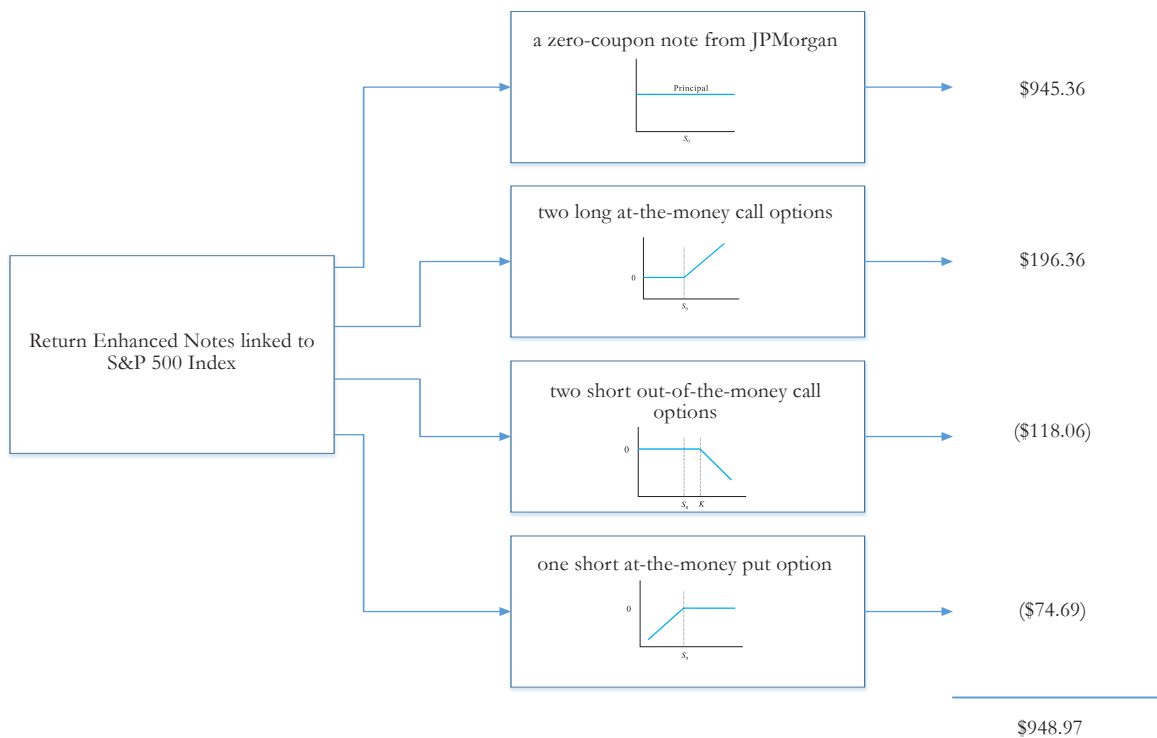 a zero-coupon note from JPMorgan
Principal
S0
$945.36
two long at-the-money call options
0
S0
$196.36
Return Enhanced Notes linked to
S&P 500 Index
two short out-of-the-money call
options
0
S0 K
($118.06)
one short at-the-money put option
0
S0
($74.69)
$948.97